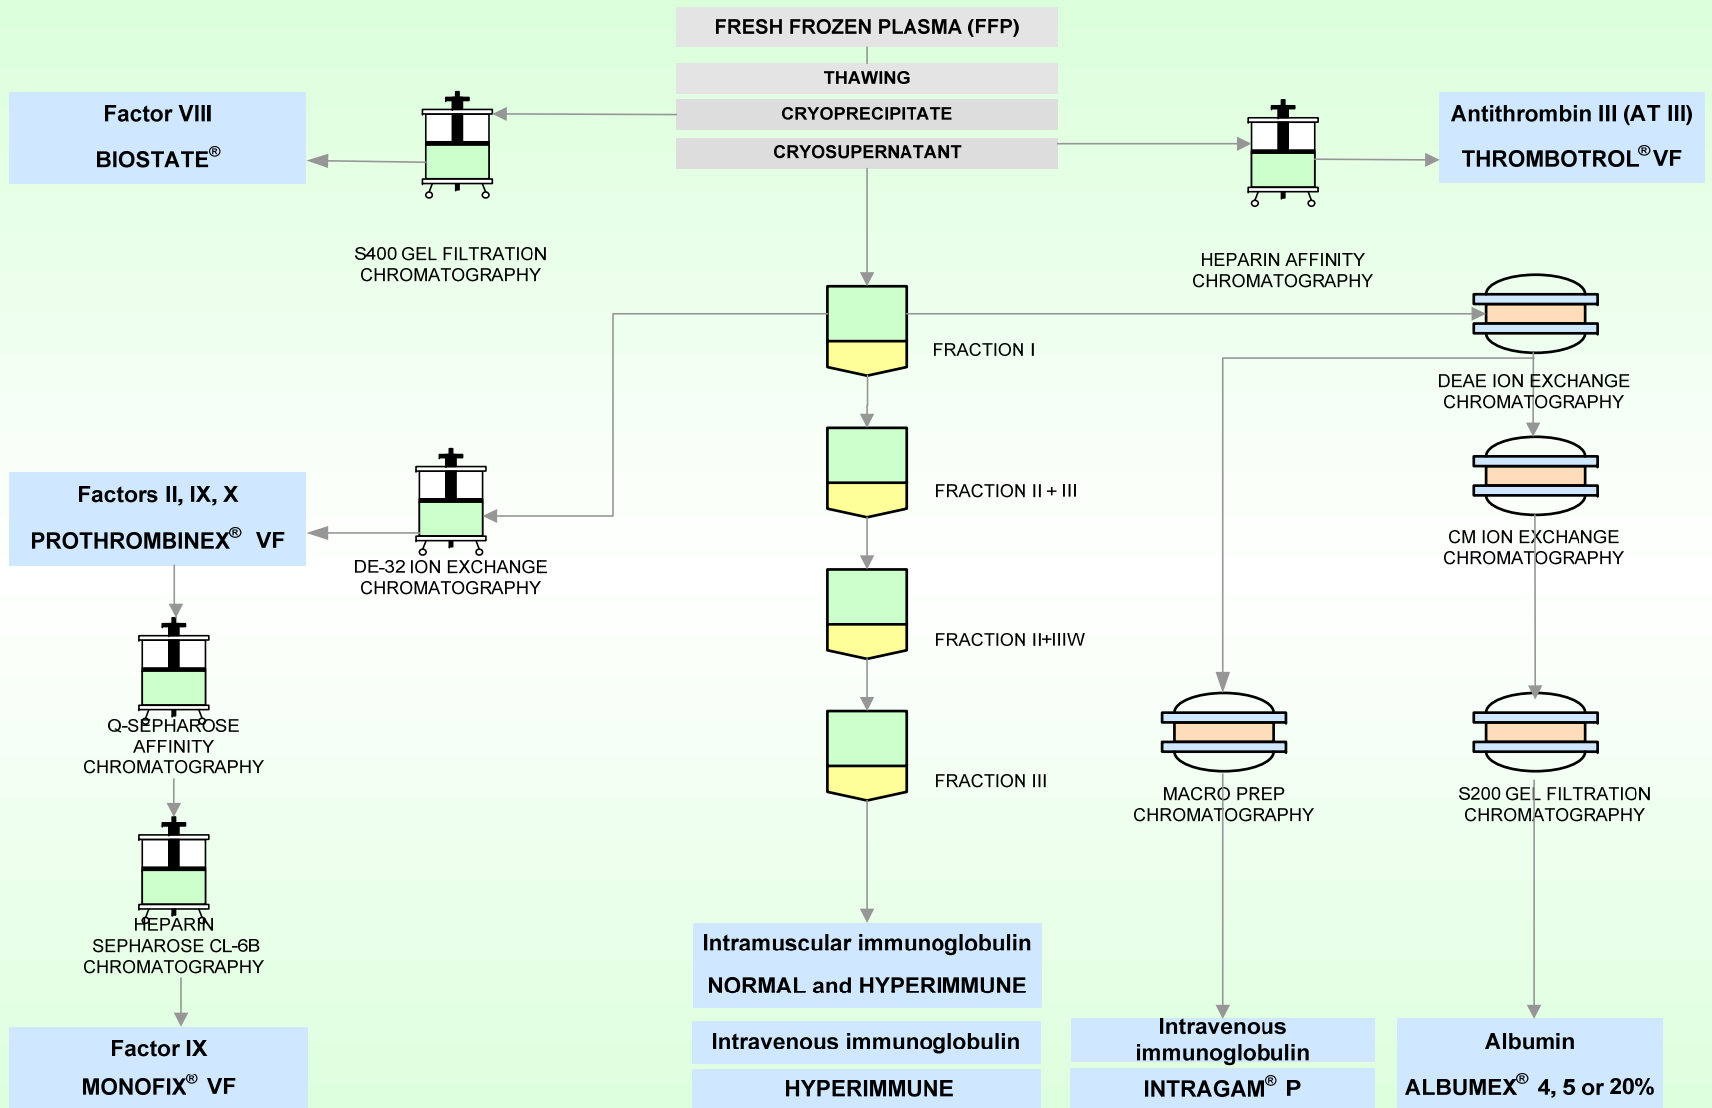 FRESH FROZEN PLASMA (FFP)
THAWING
CRYOPRECIPITATE
CRYOSUPERNATANT
Factor VIII
BIOSTATE®
Antithrombin III (AT III)
THROMBOTROL® VF
S400 GEL FILTRATION
CHROMATOGRAPHY
HEPARIN AFFINITY
CHROMATOGRAPHY
FRACTION I
DEAE ION EXCHANGE
CHROMATOGRAPHY
FRACTION II + III
Factors II, IX, X
PROTHROMBINEX® VF
DE-32 ION EXCHANGE
CHROMATOGRAPHY
CM ION EXCHANGE
CHROMATOGRAPHY
FRACTION II+IIIW
Q-SEPHAROSE
AFFINITY
CHROMATOGRAPHY
FRACTION III
MACRO PREP
CHROMATOGRAPHY
S200 GEL FILTRATION
CHROMATOGRAPHY
HEPARIN
SEPHAROSE CL-6B
CHROMATOGRAPHY
Intramuscular immunoglobulin
NORMAL and HYPERIMMUNE
Factor IX
MONOFIX® VF
Intravenous immunoglobulin
HYPERIMMUNE
Intravenous
immunoglobulin
INTRAGAM® P
Albumin
ALBUMEX® 4, 5 or 20%